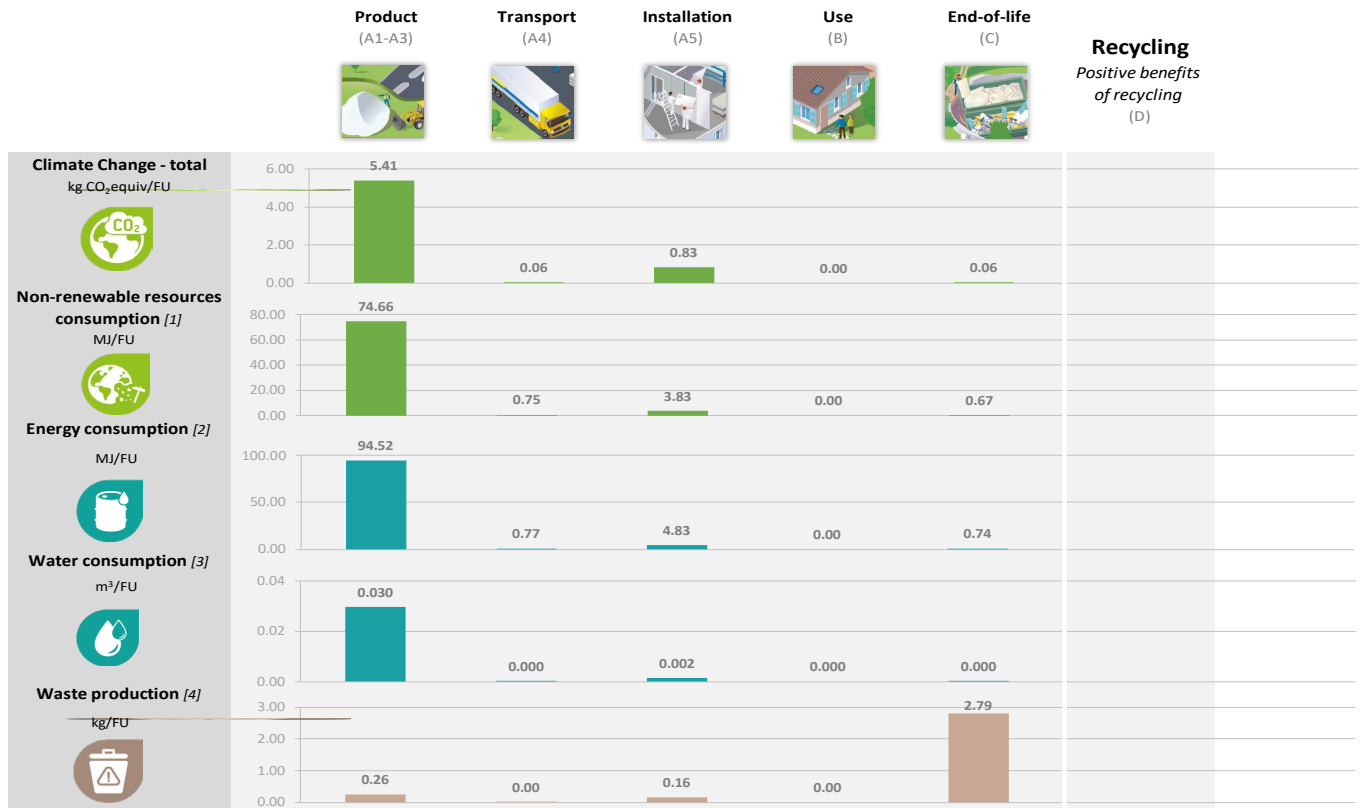 Product
(A1-A3)
Transport
(A4)
Installation
(A5)
Use
(B)
End-of-life
(C)
Recycling
Positive benefits
of recycling
(D)
Climate Change - total
kg CO₂equiv/FU
CO₂
6.00
4.00
2.00
0.00
5.41
0.06
0.83
0.00
0.06
Non-renewable resources
consumption [1]
MJ/FU
80.00
60.00
40.00
20.00
0.00
74.66
0.75
3.83
0.00
0.67
Energy consumption [2]
MJ/FU
100.00
50.00
0.00
94.52
0.77
4.83
0.00
0.74
Water consumption [3]
m³/FU
0.04
0.02
0.00
0.030
0.000
0.002
0.000
0.000
Waste production [4]
kg/FU
3.00
2.00
1.00
0.00
0.26
0.00
0.16
0.00
2.79